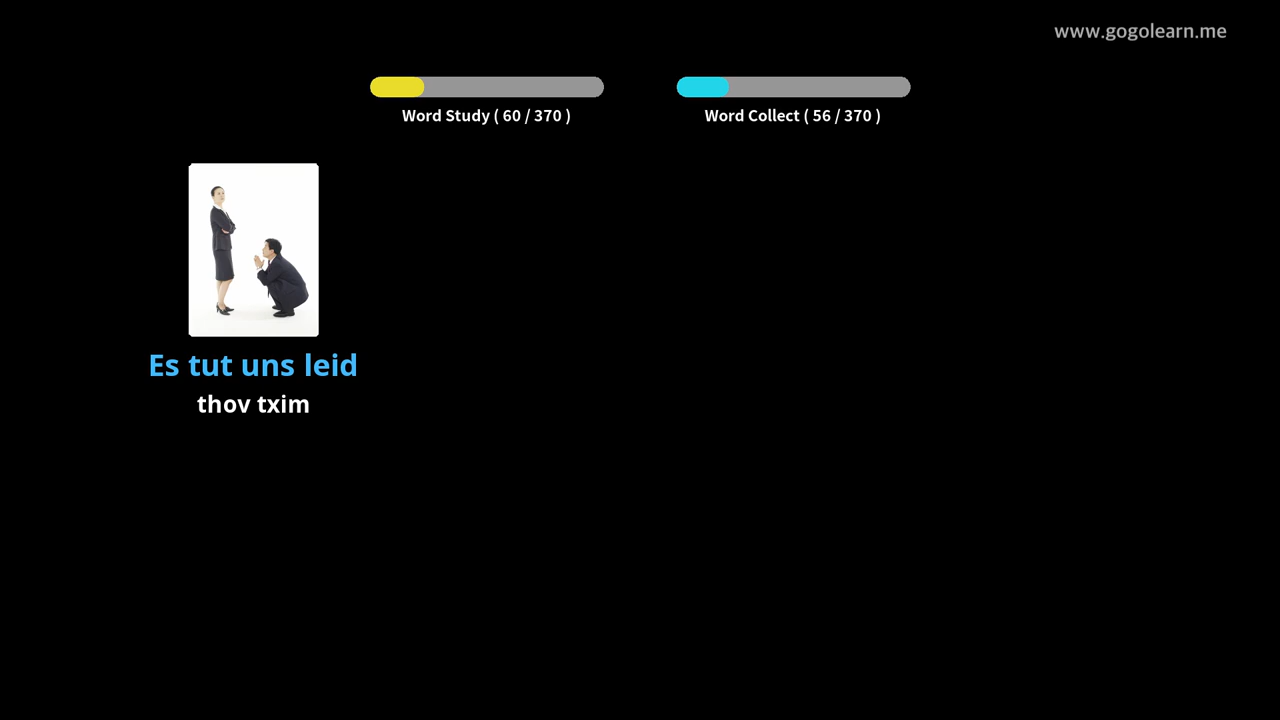 www.gogolearn.me
Word Study ( 60 / 370 )
Word Collect ( 56 / 370 )
Es tut uns leid
thov txim